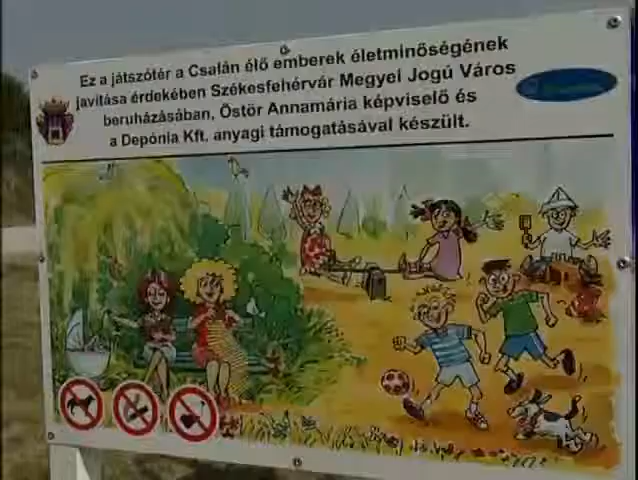 Ez a játszótér a Csalán élő emberek életminőségének
javítása érdekében Székesfehérvár Megyei Jogú Város
beruházásában, Östör Annamária képviselő és
a Depónia Kft. anyagi támogatásával készült.